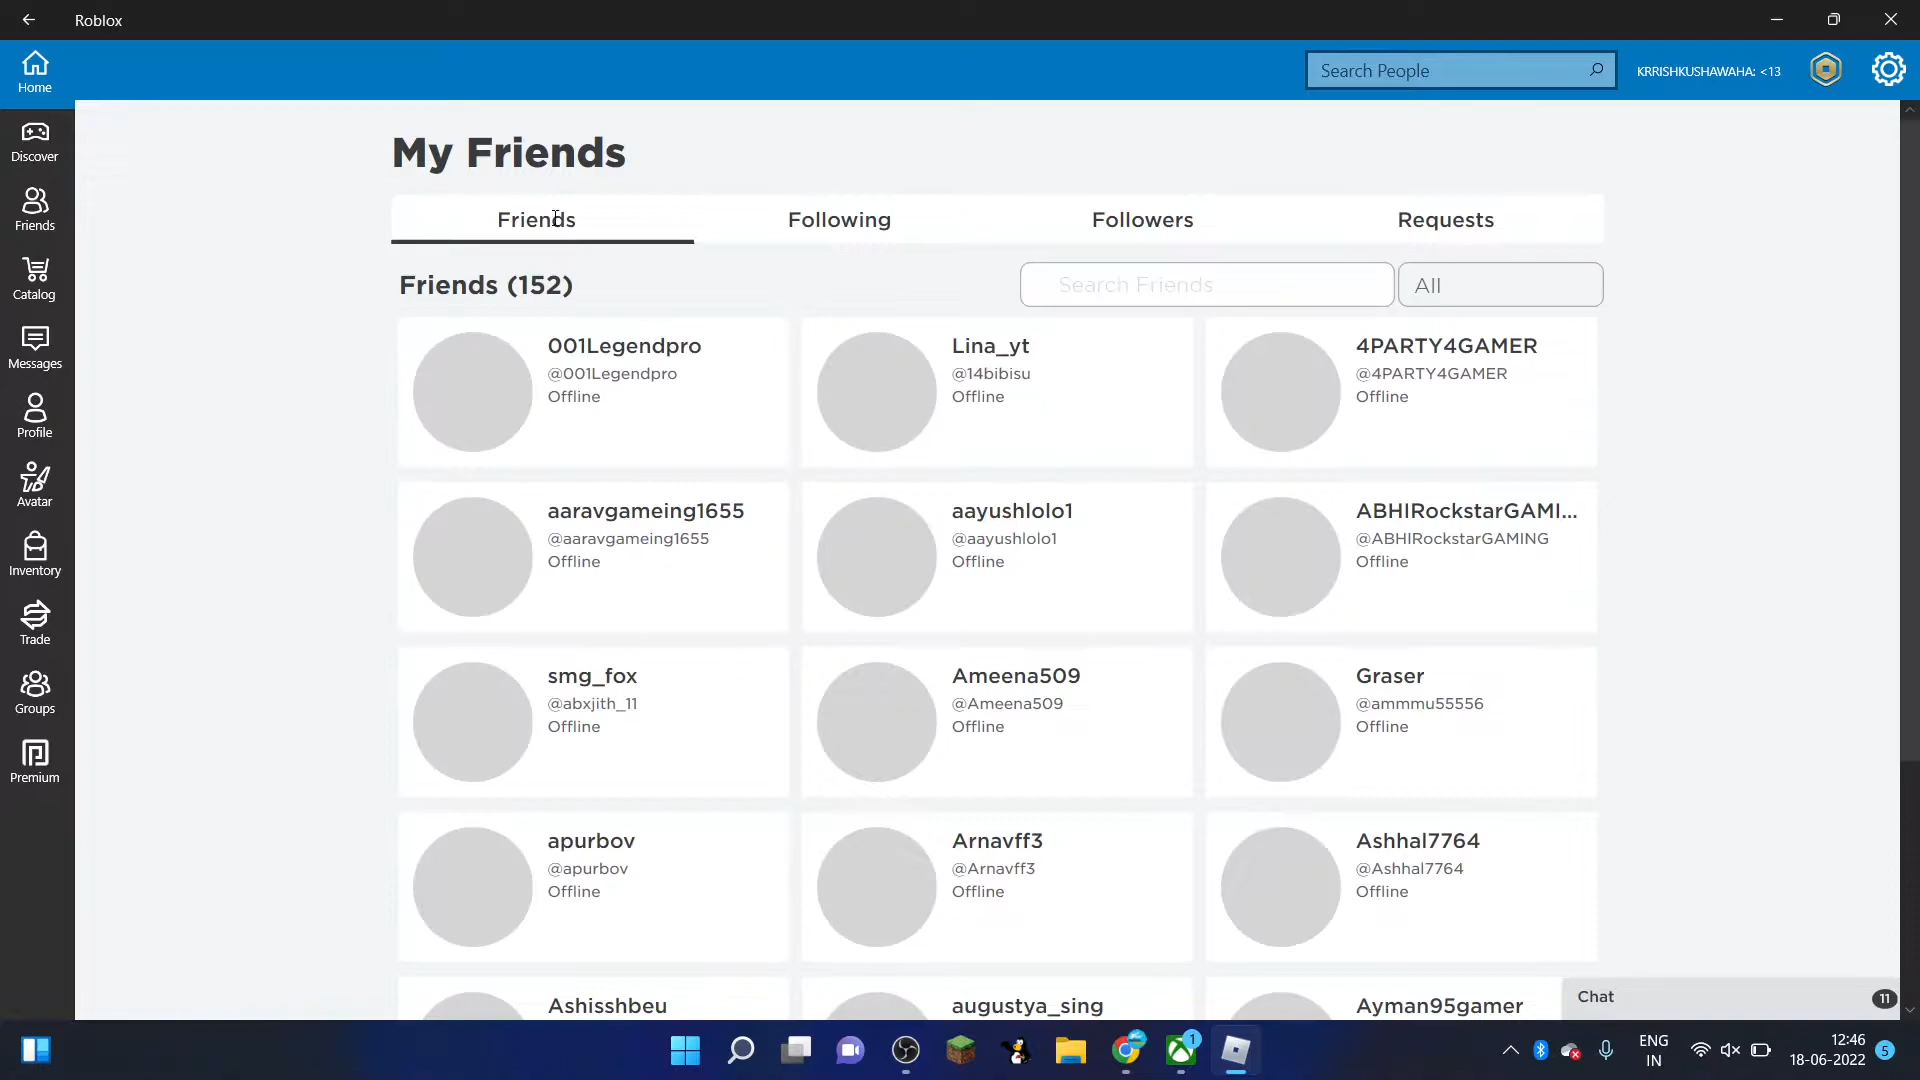 Roblox
Home
Search People
KRRISHKUSHAWAHA: <13
Discover
Friends
Catalog
Messages
Profile
Avatar
Inventory
Trade
Groups
Premium
My Friends
Friends
Following
Followers
Requests
Friends (152)
Search Friends
All
001Legendpro
@001Legendpro
Offline
Lina_yt
@14bibisu
Offline
4PARTY4GAMER
@4PARTY4GAMER
Offline
aaravgameing1655
@aaravgameing1655
Offline
aayushlolo1
@aayushlolo1
Offline
ABHIRockstarGAMI...
@ABHIRockstarGAMING
Offline
smg_fox
@abxjith_11
Offline
Ameena509
@Ameena509
Offline
Graser
@ammmu55556
Offline
apurbov
@apurbov
Offline
Arnavff3
@Arnavff3
Offline
Ashhal7764
@Ashhal7764
Offline
Ashisshbeu
augustya_sing
Ayman95gamer
Chat
11
1
ENG
IN
12:46
18-06-2022
5